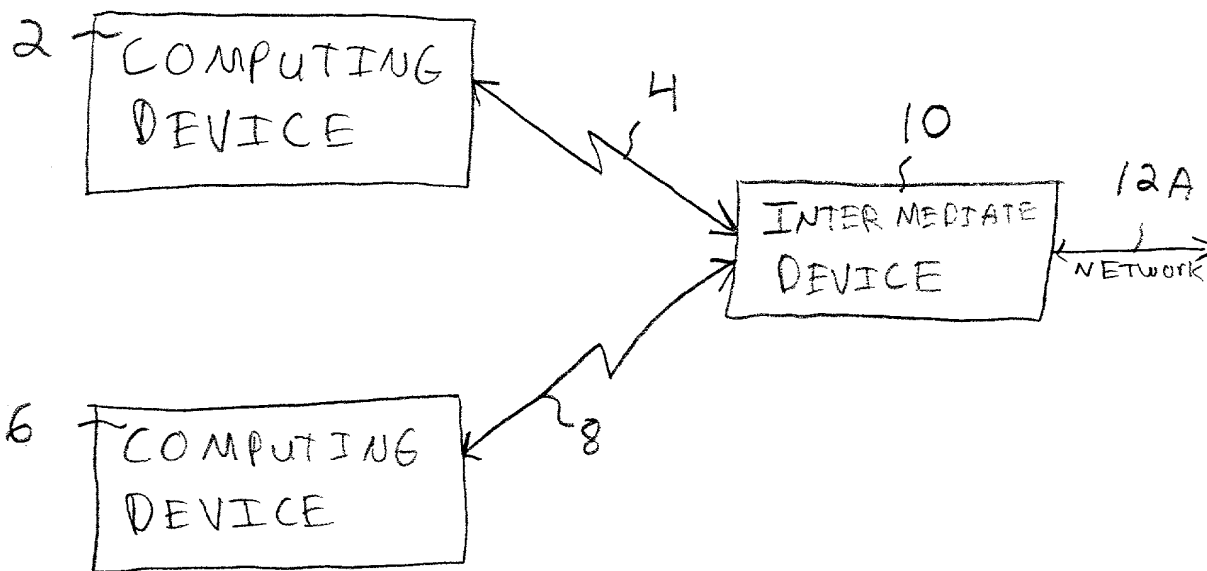 2
COMPUTING
DEVICE
4
10
12A
INTERMEDIATE
DEVICE
NETWORK
6
COMPUTING
DEVICE
8